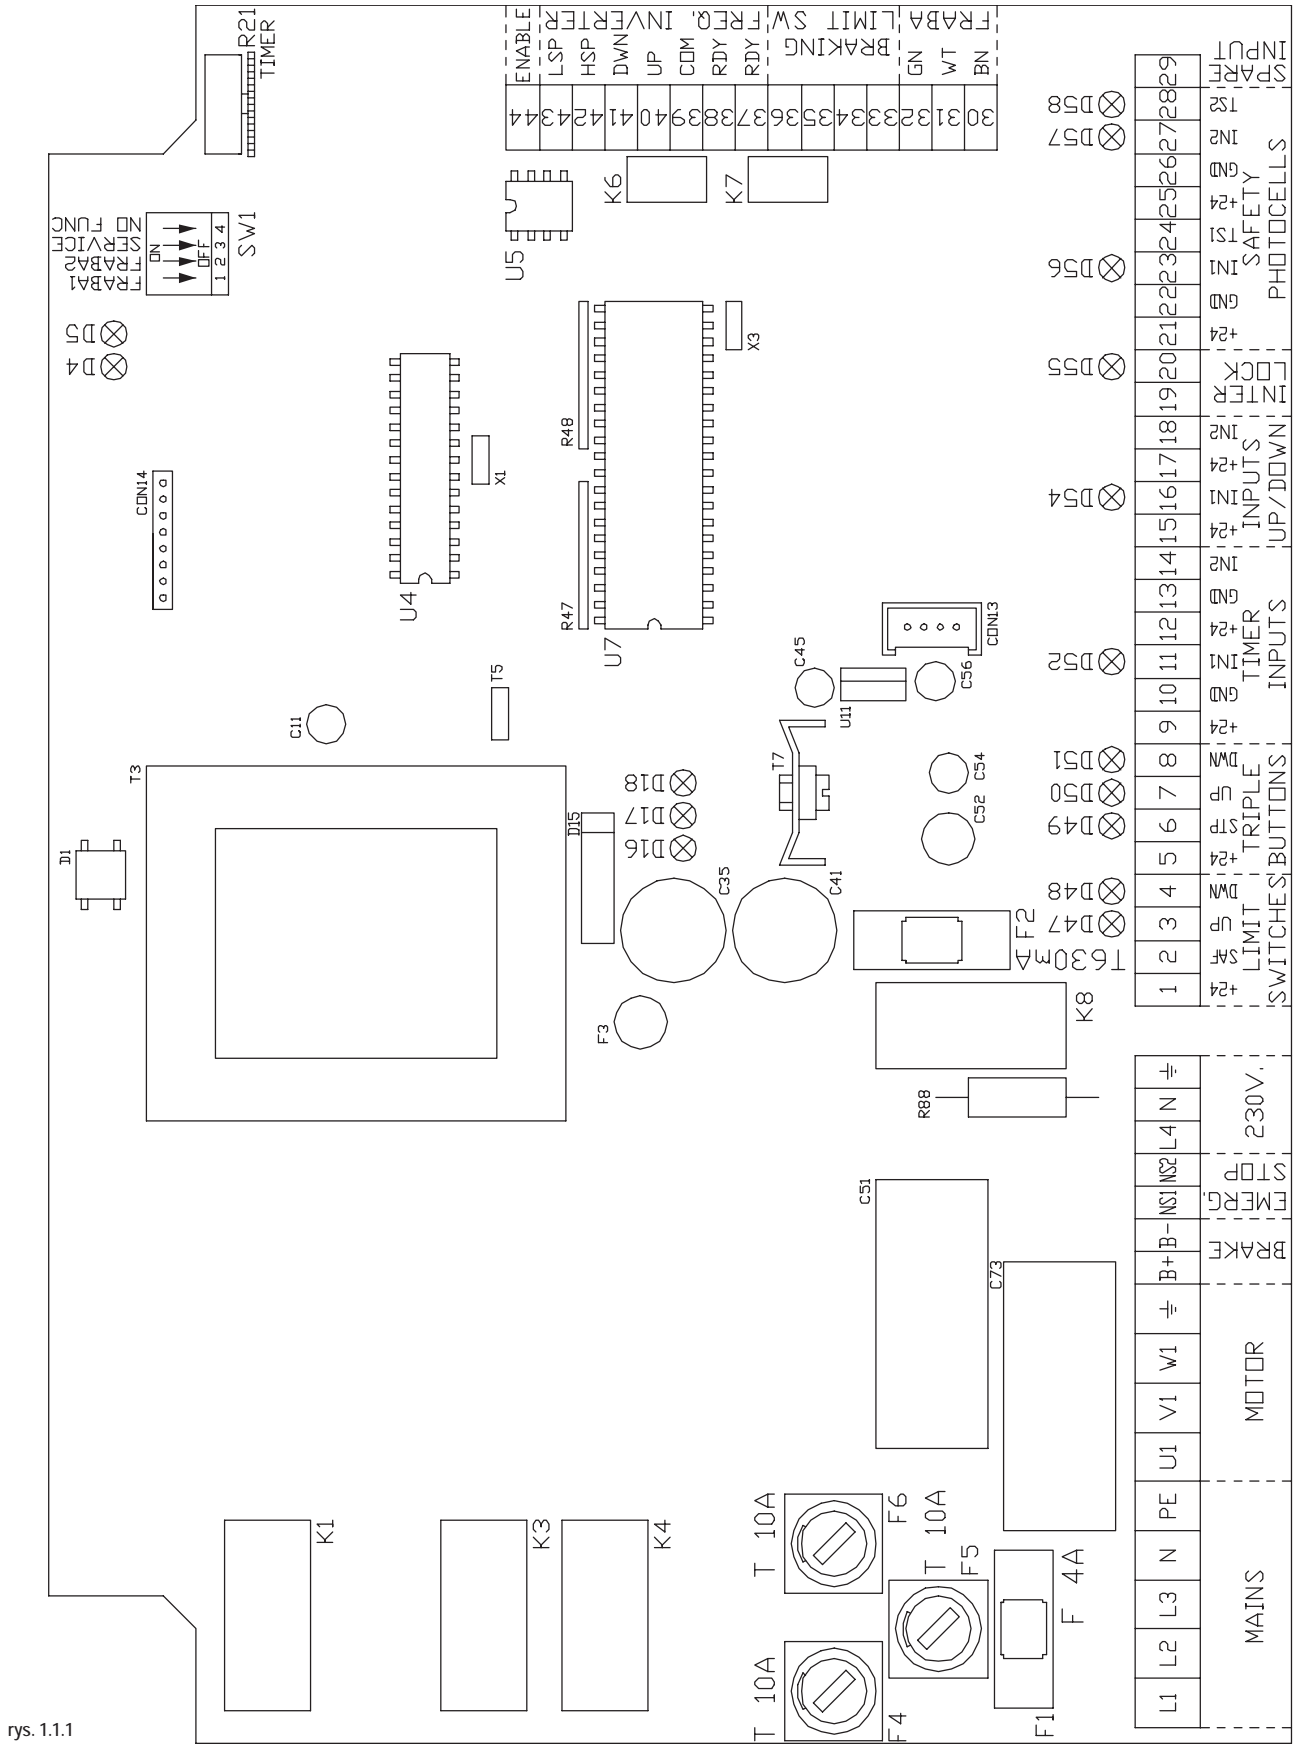 R21
TIMER
ENABLE
LSP
HSP
DWN
UP
COM
RDY
RDY
FREQ. INVERTER
BRAKING
LIMIT SW
GN
WT
BN
FRABA
44
43
42
41
40
39
38
37
36
35
34
33
32
31
30
FRABA1
FRABA2
SERVICE
NO FUNC
ON
OFF
1 2 3 4
SW1
D5
D4
U5
K6
K7
X3
R48
R47
X1
U4
U7
CON14
CON13
C45
U11
C56
T5
C11
T3
D1
D15
D18
D17
D16
T7
C54
C52
C35
C41
F3
F2
T630mA
K8
R88
C51
C73
K1
K3
K4
T 10A
F6
T 10A
F5
T 10A
F4
F 4A
F1
D58
D57
D56
D55
D54
D52
D51
D50
D49
D48
D47
29
SPARE
INPUT
28 TS2
27 IN2
26 GND
25 +24
24 TS1
23 IN1
22 GND
21 +24
SAFETY
PHOTOCELLS
20
19
INTER
LOCK
18 IN2
17 +24
16 IN1
15 +24
INPUTS
UP/DOWN
14 IN2
13 GND
12 +24
11 IN1
10 GND
9 +24
TIMER
INPUTS
8 DWN
7 UP
6 STP
5 +24
TRIPLE
BUTTONS
4 DWN
3 UP
2 SAF
1 +24
LIMIT
SWITCHES
N
L4
230V.
NS2
NS1
EMERG.
STOP
B-
B+
BRAKE
W1
V1
U1
MOTOR
PE
N
L3
L2
L1
MAINS
rys. 1.1.1